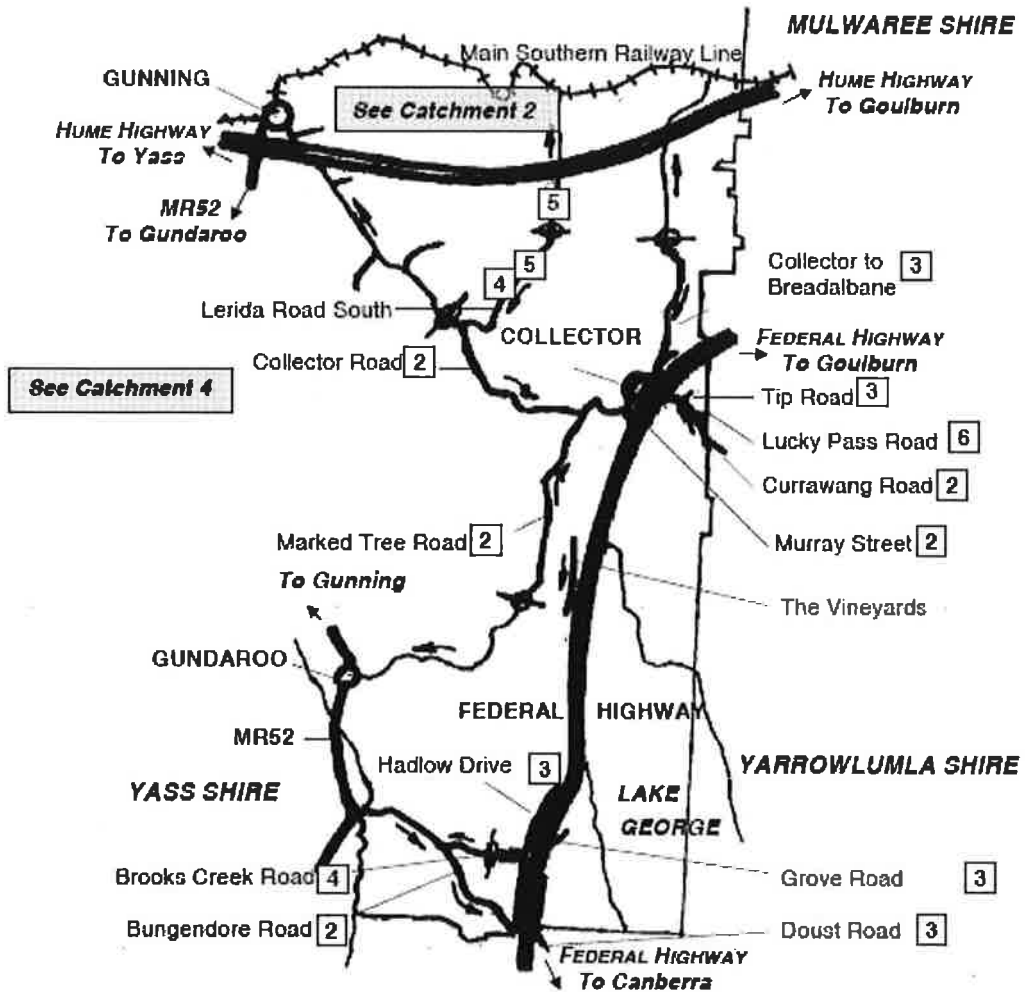 MULWAREE SHIRE
Main Southern Railway Line
GUNNING
HUME HIGHWAY
To Goulburn
See Catchment 2
HUME HIGHWAY
To Yass
MR52
To Gundaroo
5
5
4
Collector to
Breadalbane 3
Lerida Road South
COLLECTOR
FEDERAL HIGHWAY
To Goulburn
Collector Road 2
See Catchment 4
Tip Road 3
Lucky Pass Road 6
Currawang Road 2
Marked Tree Road 2
Murray Street 2
To Gunning
The Vineyards
GUNDAROO
FEDERAL HIGHWAY
MR52
Hadlow Drive 3
YARROWLUMLA SHIRE
YASS SHIRE
LAKE
GEORGE
Brooks Creek Road 4
Grove Road 3
Bungendore Road 2
Doust Road 3
FEDERAL HIGHWAY
To Canberra